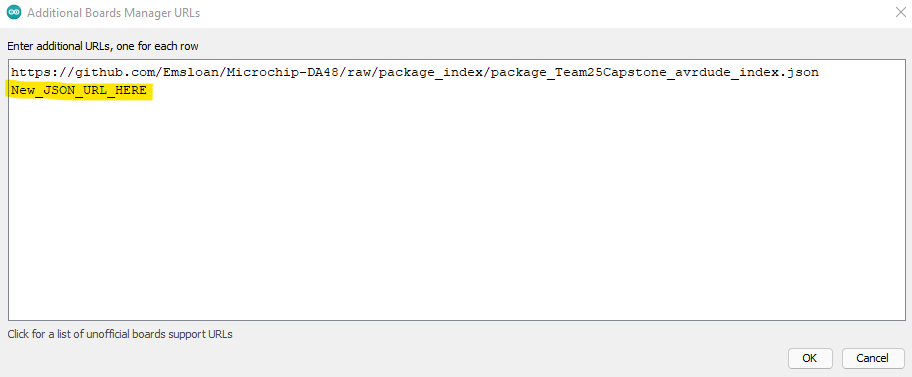 Additional Boards Manager URLs
Enter additional URLs, one for each row
https://github.com/Emsloan/Microchip-DA48/raw/package_index/package_Team25Capstone_avrdude_index.json
New_JSON_URL_HERE
Click for a list of unofficial boards support URLs
OK Cancel